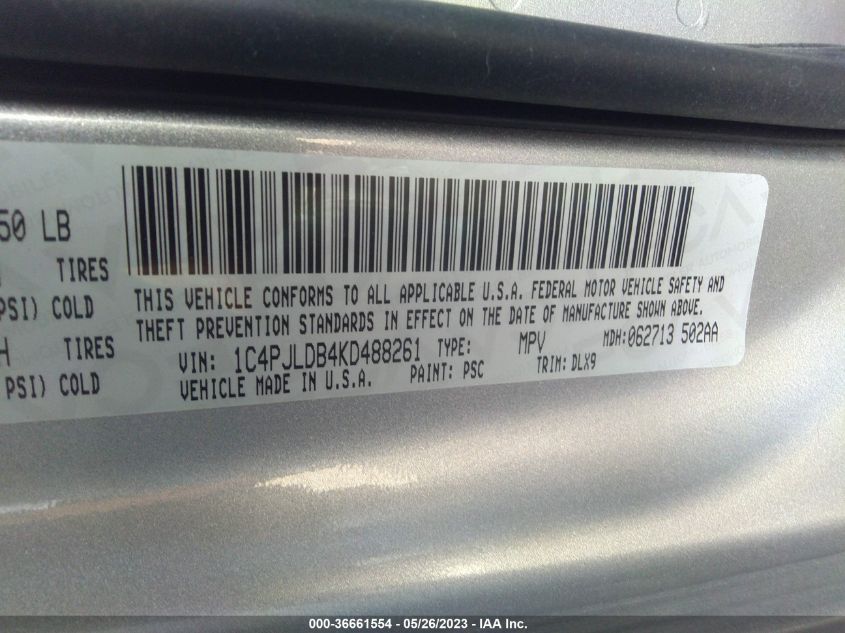 50 LB
TIRES
PSI) COLD
H TIRES
PSI) COLD
THIS VEHICLE CONFORMS TO ALL APPLICABLE U.S.A. FEDERAL MOTOR VEHICLE SAFETY AND
THEFT PREVENTION STANDARDS IN EFFECT ON THE DATE OF MANUFACTURE SHOWN ABOVE.
VIN: 1C4PJLDB4KD488261 TYPE: MPV MDH:062713 502AA
VEHICLE MADE IN U.S.A. PAINT: PSC TRIM: DLX9
000-36661554 - 05/26/2023 - IAA Inc.